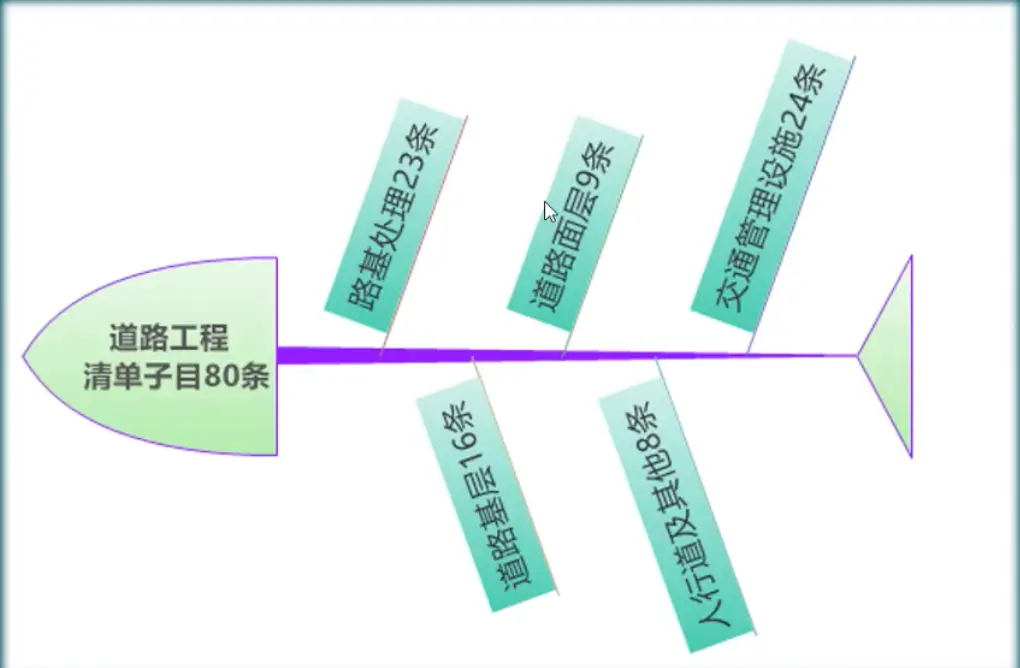 道路工程
清单子目80条
路基处理23条
道路基层16条
道路面层9条
人行道及其他8条
交通管理设施24条